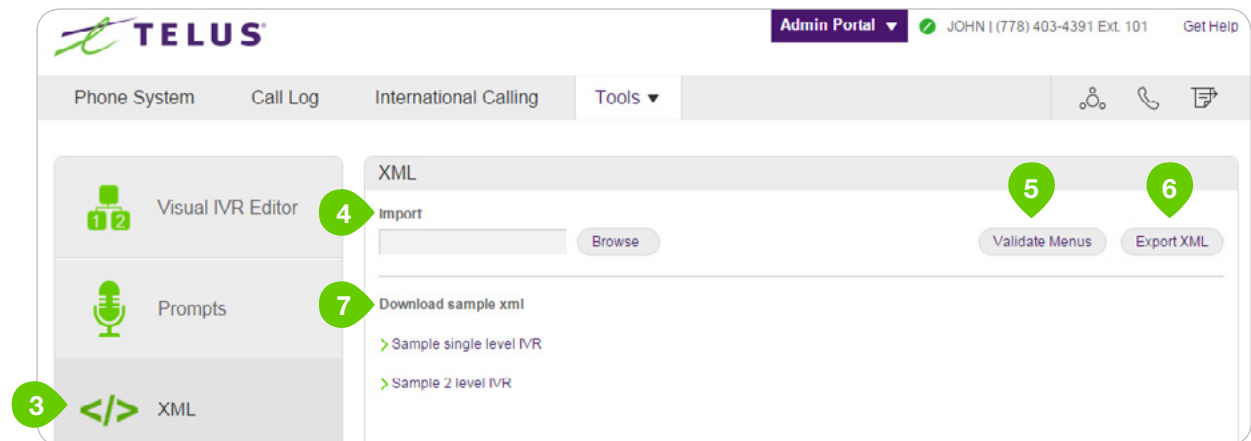 TELUS
Admin Portal JOHN | (778) 403-4391 Ext. 101 Get Help
Phone System Call Log International Calling Tools
XML
1 2
Visual IVR Editor
4 Import
5
6
Browse
Validate Menus
Export XML
Prompts
7 Download sample xml
Sample single level IVR
Sample 2 level IVR
3 </> XML